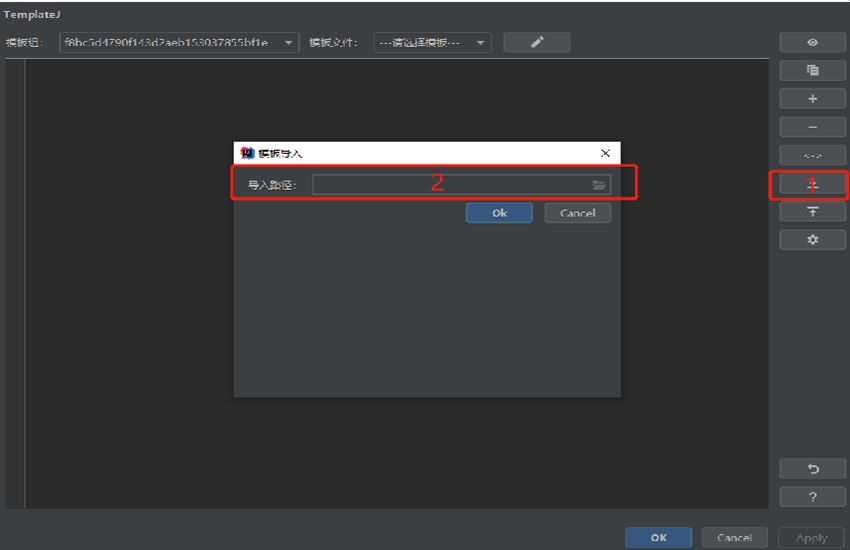 TemplateJ
模板组： f8bc5d4790f143d2aeb153037855bf1e 模板文件： ---请选择模板---
模板导入
导入路径： 2
1
Ok Cancel
?
OK Cancel Apply